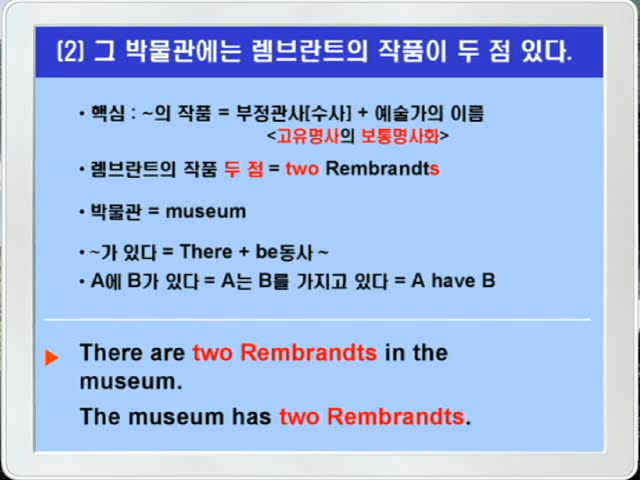 (2) 그 박물관에는 렘브란트의 작품이 두 점 있다.
• 핵심 : ~의 작품 = 부정관사[수사] + 예술가의 이름
<고유명사의 보통명사화>
• 렘브란트의 작품 두 점 = two Rembrandts
• 박물관 = museum
• ~가 있다 = There + be동사 ~
• A에 B가 있다 = A는 B를 가지고 있다 = A have B
There are two Rembrandts in the
museum.
The museum has two Rembrandts.